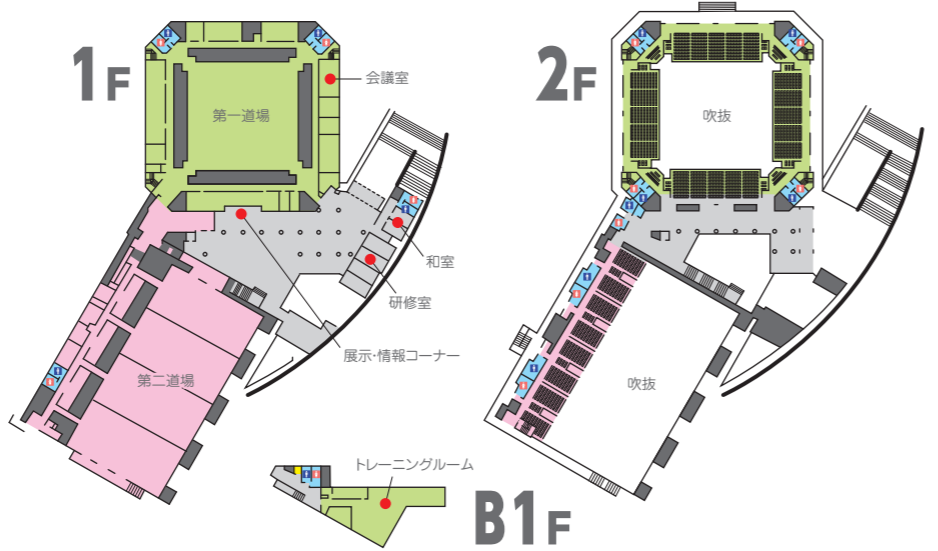 1F
会議室
第一道場
和室
研修室
展示・情報コーナー
第二道場
2F
吹抜
吹抜
トレーニングルーム
B1F